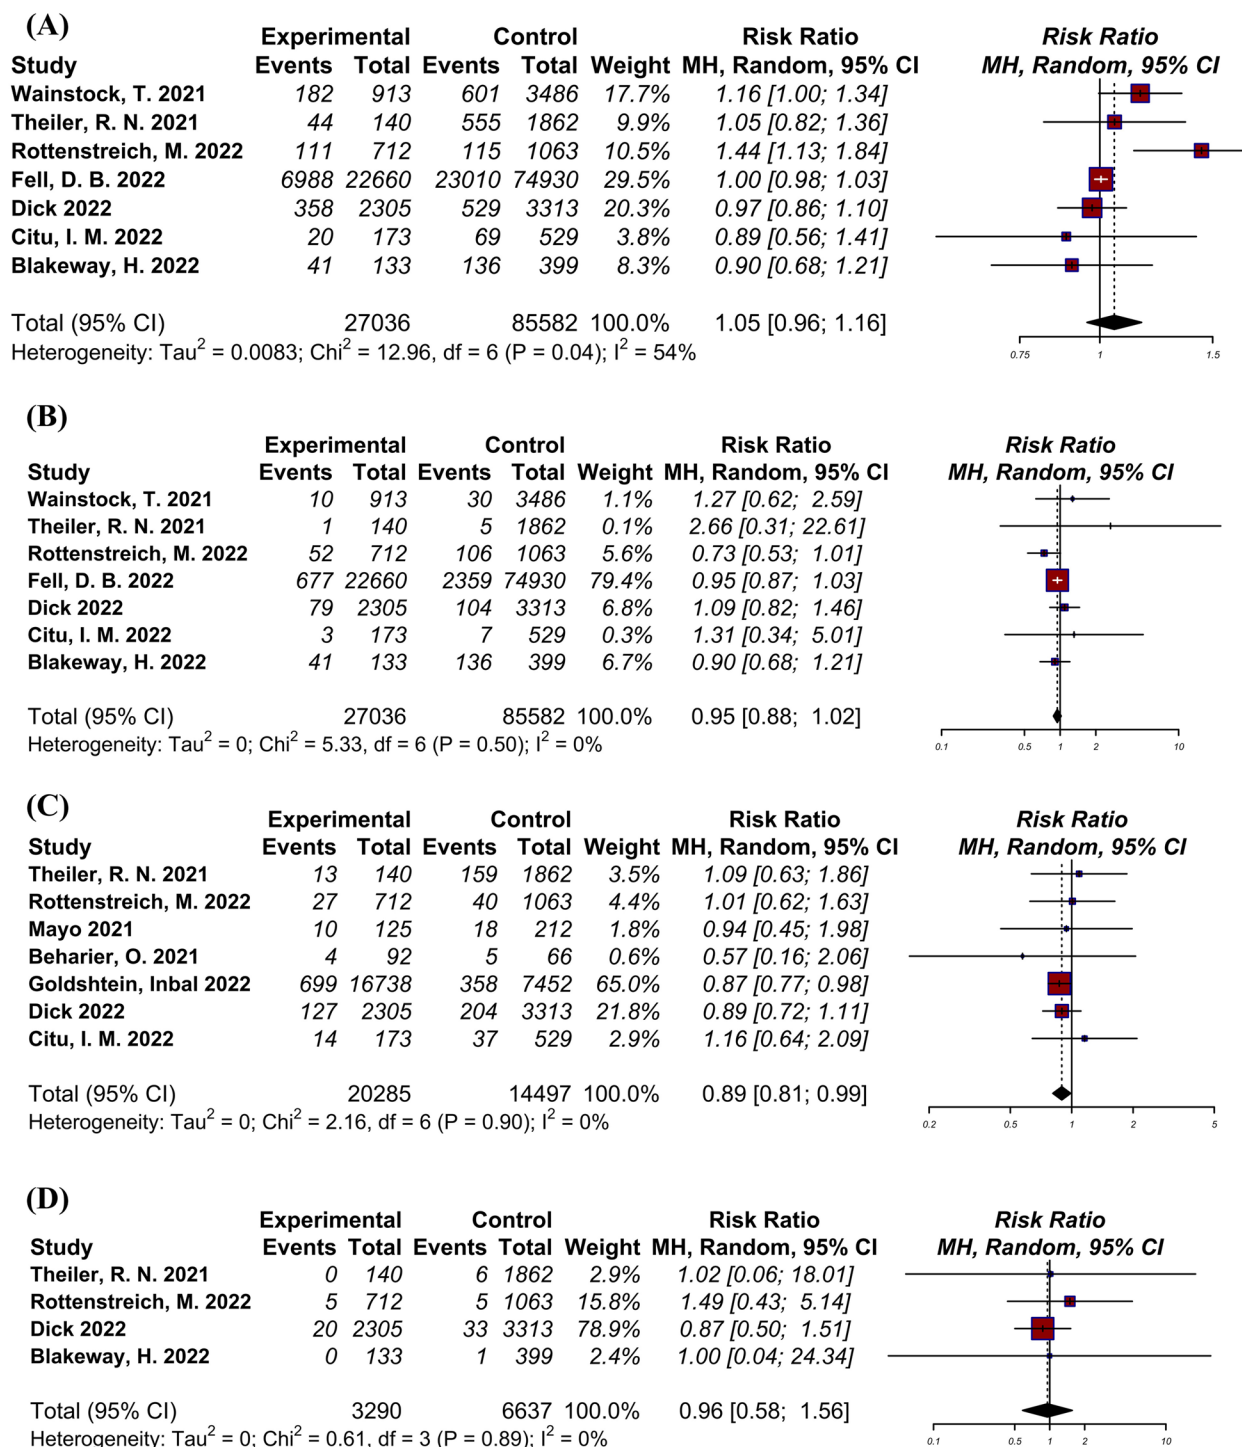 (A)
Experimental Control Risk Ratio Risk Ratio
Study Events Total Events Total Weight MH, Random, 95% CI MH, Random, 95% CI
Wainstock, T. 2021 182 913 601 3486 17.7% 1.16 [1.00; 1.34]
Theiler, R. N. 2021 44 140 555 1862 9.9% 1.05 [0.82; 1.36]
Rottenstreich, M. 2022 111 712 115 1063 10.5% 1.44 [1.13; 1.84]
Fell, D. B. 2022 6988 22660 23010 74930 29.5% 1.00 [0.98; 1.03]
Dick 2022 358 2305 529 3313 20.3% 0.97 [0.86; 1.10]
Citu, I. M. 2022 20 173 69 529 3.8% 0.89 [0.56; 1.41]
Blakeway, H. 2022 41 133 136 399 8.3% 0.90 [0.68; 1.21]
Total (95% CI) 27036 85582 100.0% 1.05 [0.96; 1.16]
Heterogeneity: Tau² = 0.0083; Chi² = 12.96, df = 6 (P = 0.04); I² = 54%
0.75 1 1.5
(B)
Experimental Control Risk Ratio Risk Ratio
Study Events Total Events Total Weight MH, Random, 95% CI MH, Random, 95% CI
Wainstock, T. 2021 10 913 30 3486 1.1% 1.27 [0.62; 2.59]
Theiler, R. N. 2021 1 140 5 1862 0.1% 2.66 [0.31; 22.61]
Rottenstreich, M. 2022 52 712 106 1063 5.6% 0.73 [0.53; 1.01]
Fell, D. B. 2022 677 22660 2359 74930 79.4% 0.95 [0.87; 1.03]
Dick 2022 79 2305 104 3313 6.8% 1.09 [0.82; 1.46]
Citu, I. M. 2022 3 173 7 529 0.3% 1.31 [0.34; 5.01]
Blakeway, H. 2022 41 133 136 399 6.7% 0.90 [0.68; 1.21]
Total (95% CI) 27036 85582 100.0% 0.95 [0.88; 1.02]
Heterogeneity: Tau² = 0; Chi² = 5.33, df = 6 (P = 0.50); I² = 0%
0.1 0.5 1 2 10
(C)
Experimental Control Risk Ratio Risk Ratio
Study Events Total Events Total Weight MH, Random, 95% CI MH, Random, 95% CI
Theiler, R. N. 2021 13 140 159 1862 3.5% 1.09 [0.63; 1.86]
Rottenstreich, M. 2022 27 712 40 1063 4.4% 1.01 [0.62; 1.63]
Mayo 2021 10 125 18 212 1.8% 0.94 [0.45; 1.98]
Beharier, O. 2021 4 92 5 66 0.6% 0.57 [0.16; 2.06]
Goldshtein, Inbal 2022 699 16738 358 7452 65.0% 0.87 [0.77; 0.98]
Dick 2022 127 2305 204 3313 21.8% 0.89 [0.72; 1.11]
Citu, I. M. 2022 14 173 37 529 2.9% 1.16 [0.64; 2.09]
Total (95% CI) 20285 14497 100.0% 0.89 [0.81; 0.99]
Heterogeneity: Tau² = 0; Chi² = 2.16, df = 6 (P = 0.90); I² = 0%
0.2 0.5 1 2 5
(D)
Experimental Control Risk Ratio Risk Ratio
Study Events Total Events Total Weight MH, Random, 95% CI MH, Random, 95% CI
Theiler, R. N. 2021 0 140 6 1862 2.9% 1.02 [0.06; 18.01]
Rottenstreich, M. 2022 5 712 5 1063 15.8% 1.49 [0.43; 5.14]
Dick 2022 20 2305 33 3313 78.9% 0.87 [0.50; 1.51]
Blakeway, H. 2022 0 133 1 399 2.4% 1.00 [0.04; 24.34]
Total (95% CI) 3290 6637 100.0% 0.96 [0.58; 1.56]
Heterogeneity: Tau² = 0; Chi² = 0.61, df = 3 (P = 0.89); I² = 0%
0.1 0.5 1 2 10